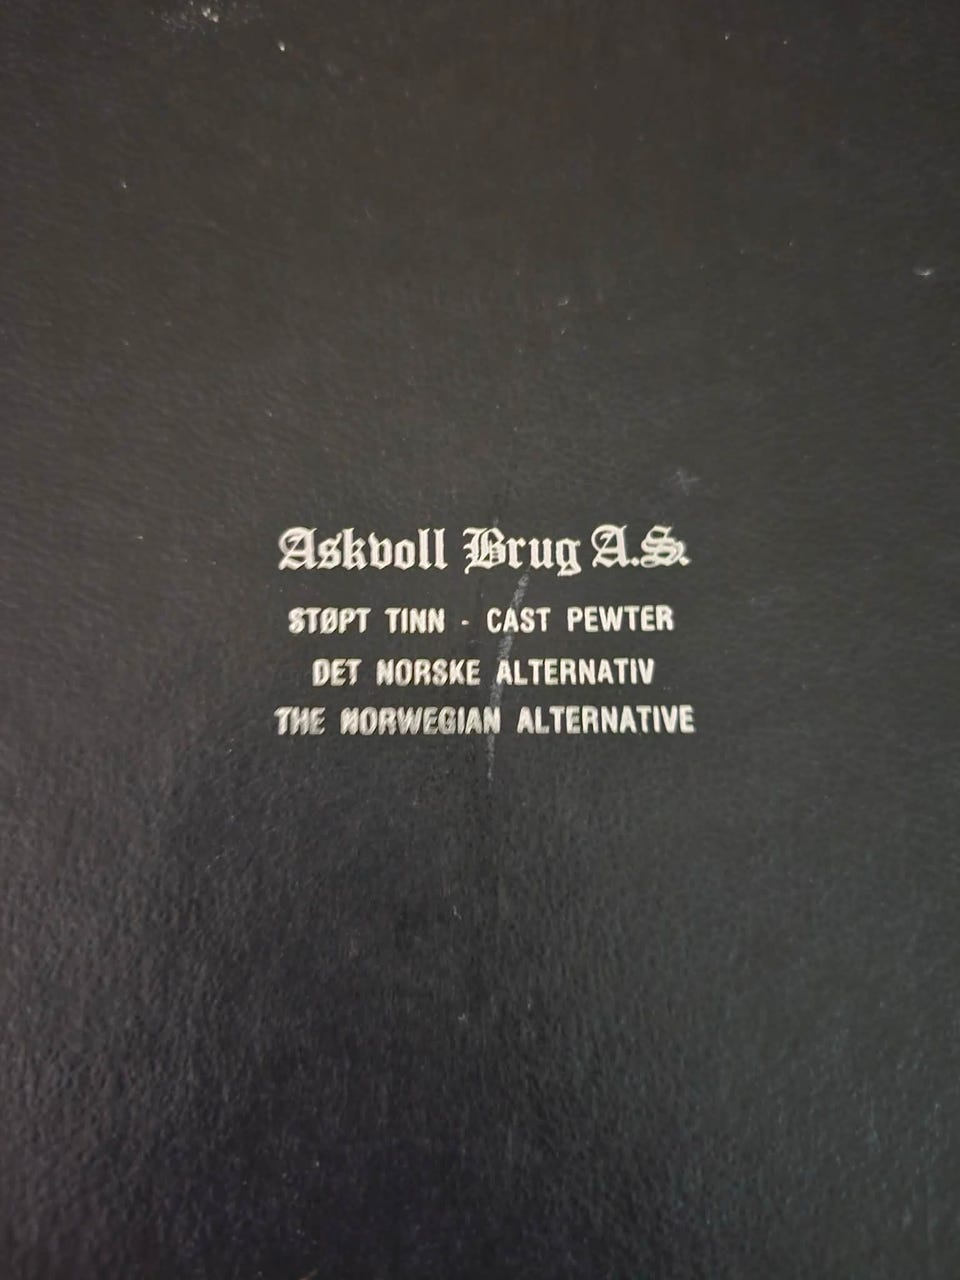 Askvoll Brug A.S.
STØPT TINN - CAST PEWTER
DET NORSKE ALTERNATIV
THE NORWEGIAN ALTERNATIVE